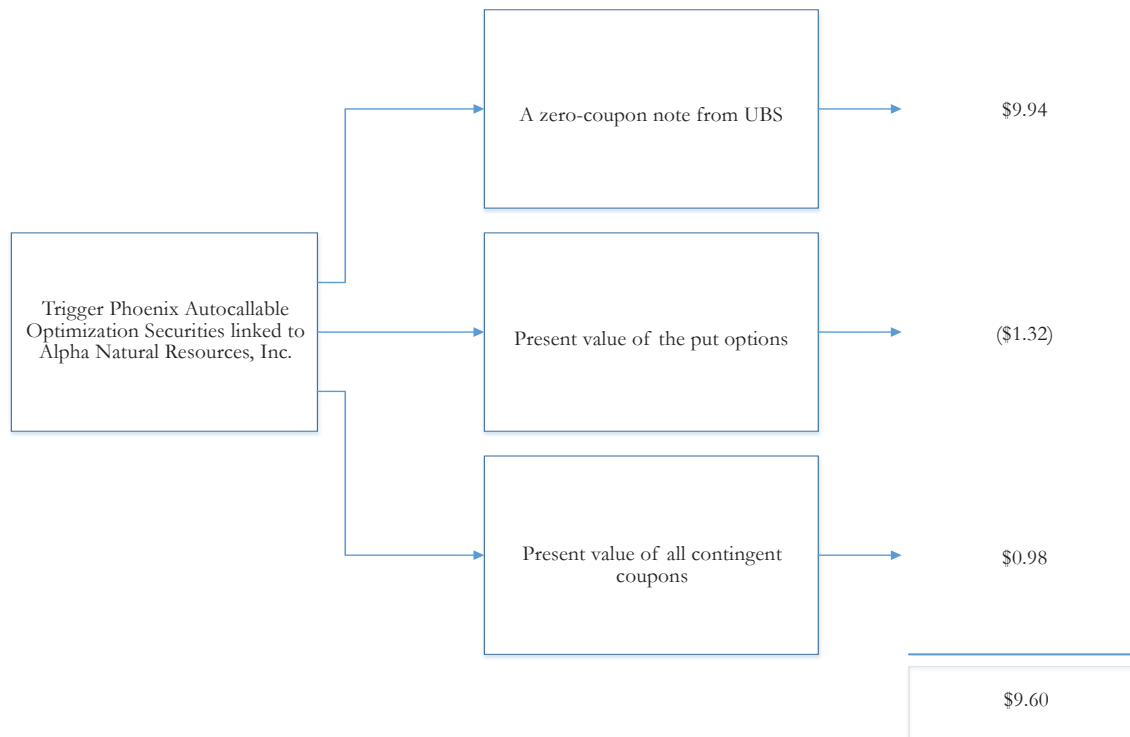 A zero-coupon note from UBS
$9.94
Trigger Phoenix Autocallable
Optimization Securities linked to
Alpha Natural Resources, Inc.
Present value of the put options
($1.32)
Present value of all contingent
coupons
$0.98
$9.60